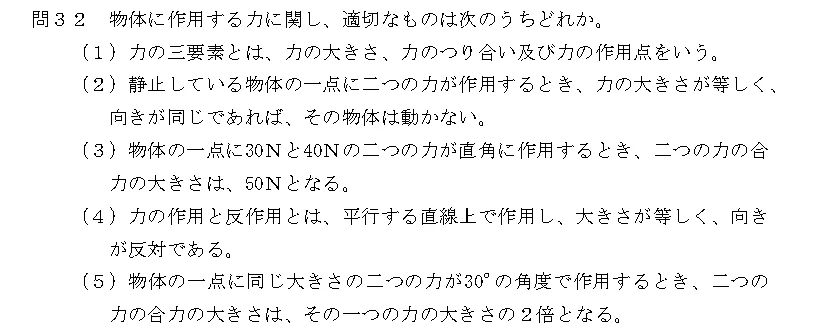 問３２　物体に作用する力に関し、適切なものは次のうちどれか。
（１）力の三要素とは、力の大きさ、力のつり合い及び力の作用点をいう。
（２）静止している物体の一点に二つの力が作用するとき、力の大きさが等しく、
向きが同じであれば、その物体は動かない。
（３）物体の一点に30Ｎと40Ｎの二つの力が直角に作用するとき、二つの力の合
力の大きさは、50Ｎとなる。
（４）力の作用と反作用とは、平行する直線上で作用し、大きさが等しく、向き
が反対である。
（５）物体の一点に同じ大きさの二つの力が30°の角度で作用するとき、二つの
力の合力の大きさは、その一つの力の大きさの２倍となる。